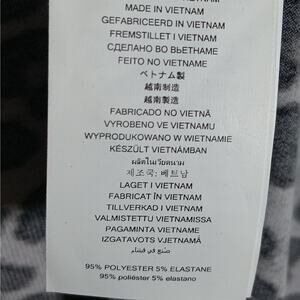 VIETNAM
MADE IN VIETNAM
GEFABRICEERD IN VIETNAM
FREMSTILLET I VIETNAM
СДЕЛАНО ВО ВЬЕТНАМЕ
FEITO NO VIETNAME
ベトナム製
越南制造
越南製造
FABRICADO NO VIETNÃ
VYROBENO VE VIETNAMU
WYPRODUKOWANO W WIETNAMIE
KÉSZÜLT VIETNÁMBAN
ผลิตในเวียดนาม
제조국: 베트남
LAGET I VIETNAM
FABRICAT ÎN VIETNAM
TILLVERKAD I VIETNAM
VALMISTETTU VIETNAMISSA
PAGAMINTA VIETNAME
IZGATAVOTS VJETNAMĀ
صنع في فيتنام
95% POLYESTER 5% ELASTANE
95% poliéster 5% elastano